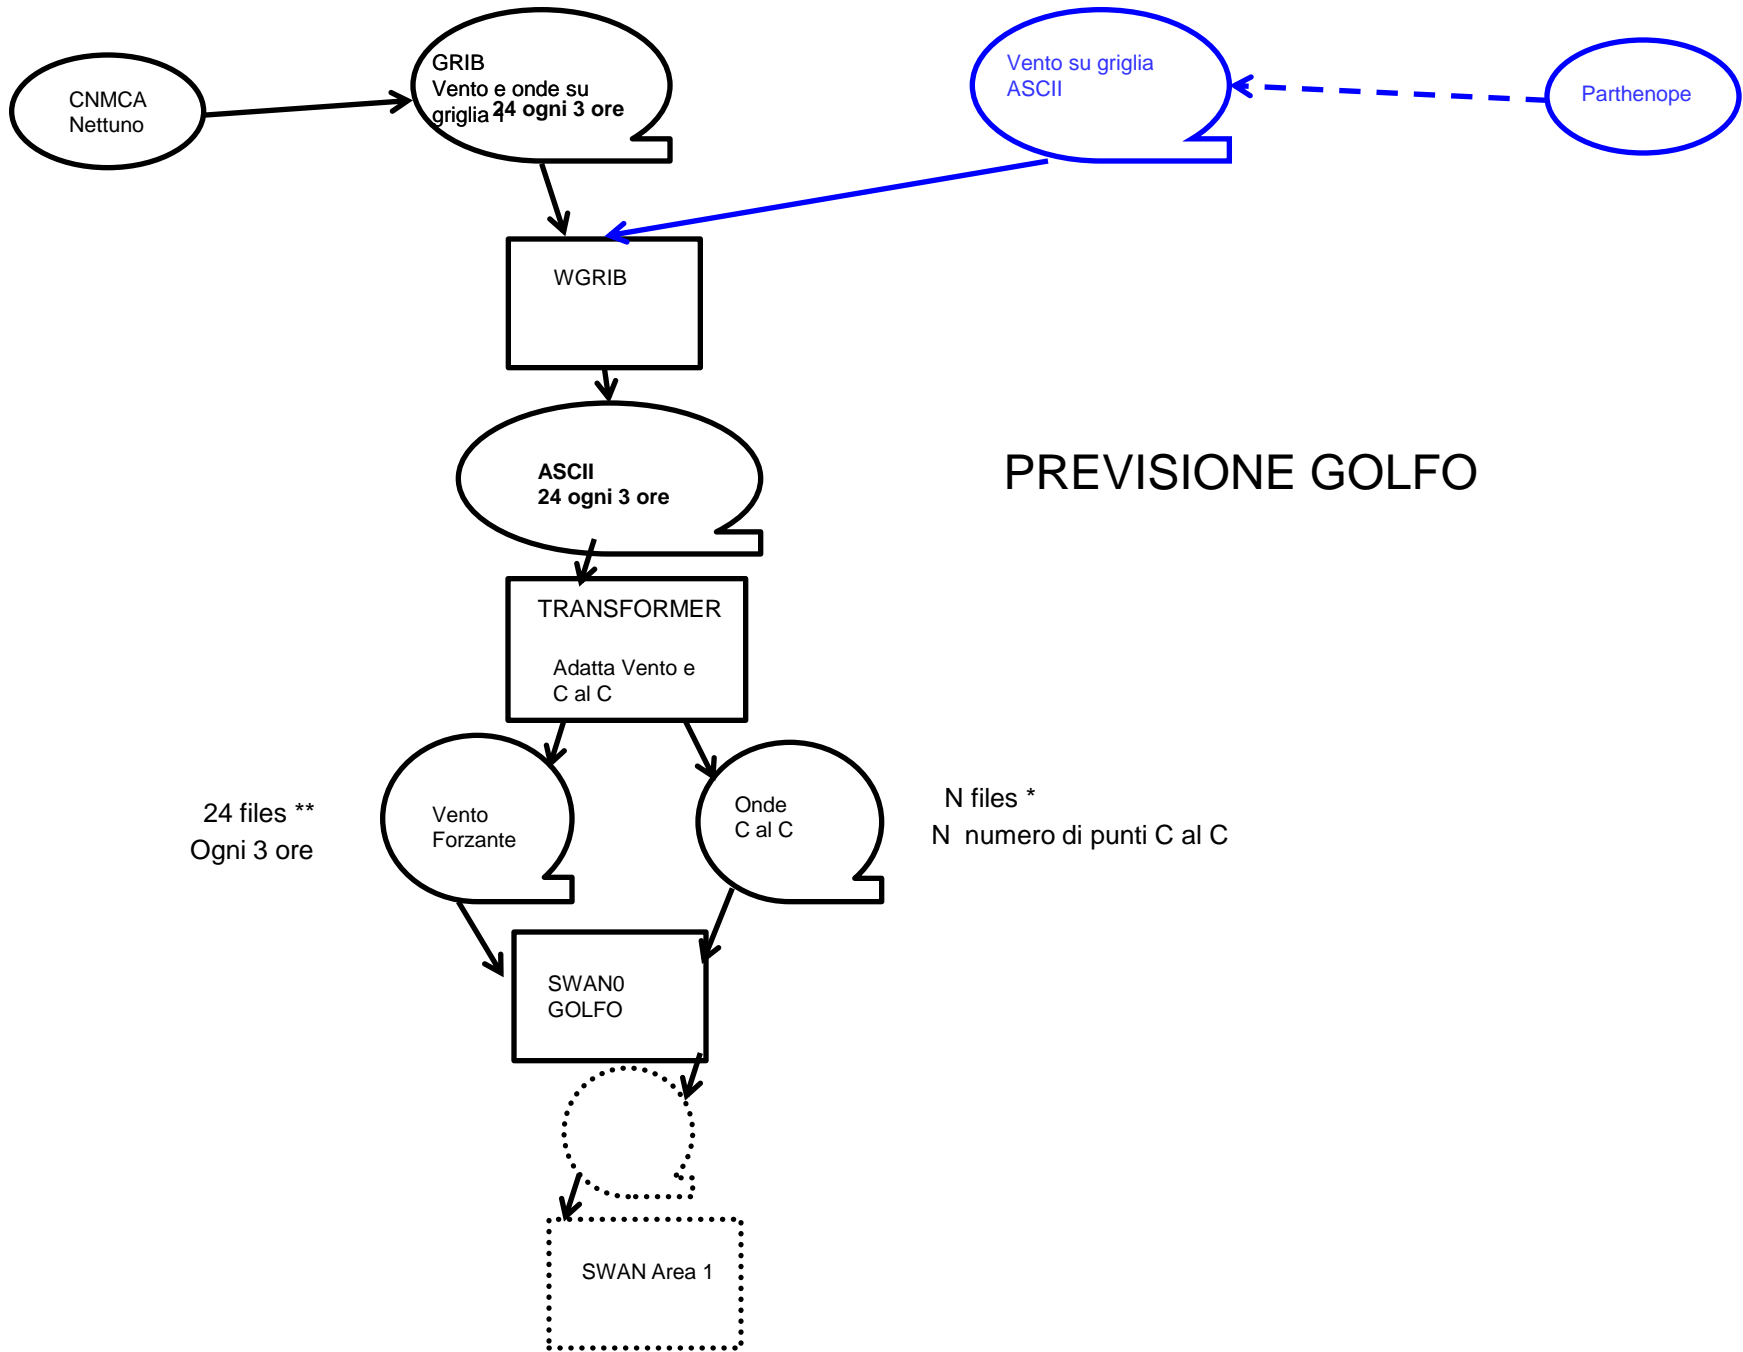 CNMCA
Nettuno
GRIB
Vento e onde su
griglia
24 ogni 3 ore
Vento su griglia
ASCII
Parthenope
WGRIB
ASCII
24 ogni 3 ore
PREVISIONE GOLFO
TRANSFORMER
Adatta Vento e
C al C
24 files **
Ogni 3 ore
Vento
Forzante
Onde
C al C
N files *
N numero di punti C al C
SWAN0
GOLFO
SWAN Area 1